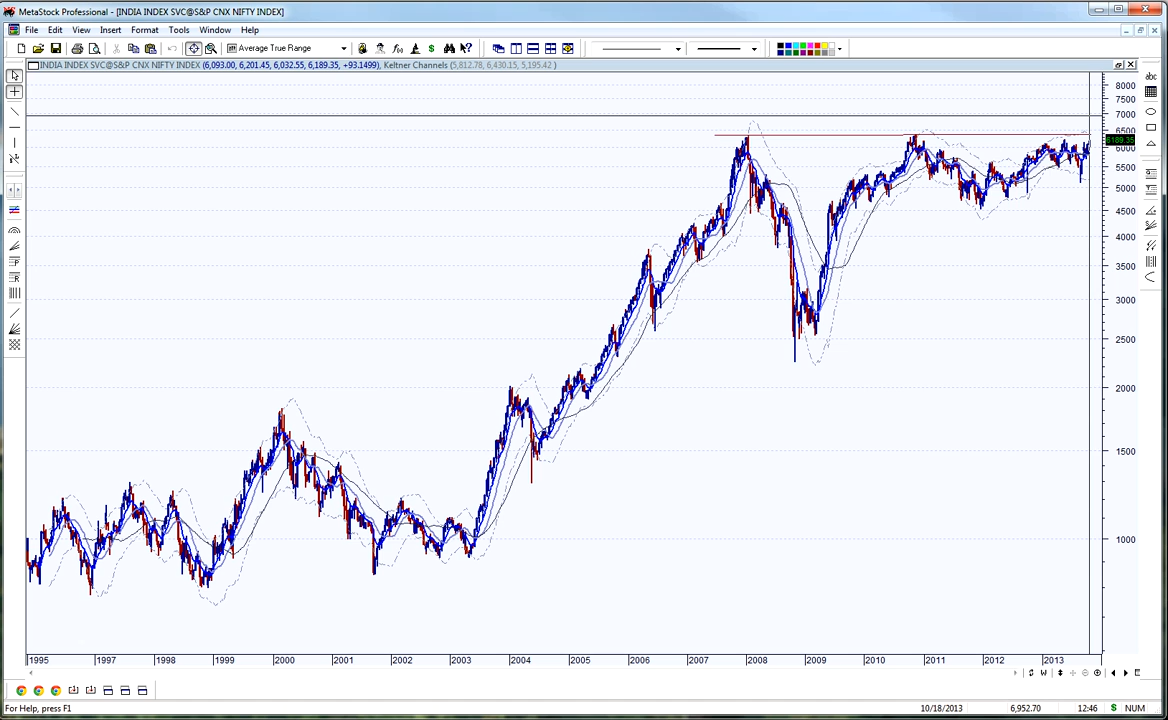 MetaStock Professional - [INDIA INDEX SVC@S&P CNX NIFTY INDEX]
File Edit View Insert Format Tools Window Help
Average True Range
INDIA INDEX SVC@S&P CNX NIFTY INDEX (6,093.00, 6,201.45, 6,032.55, 6,189.35, +93.1499), Keltner Channels (5,812.78, 6,430.15, 5,195.42 )
abc
8000
7500
7000
6500
6189.35
6000
5500
5000
4500
4000
3500
3000
2500
2000
1500
1000
1995 1996 1997 1998 1999 2000 2001 2002 2003 2004 2005 2006 2007 2008 2009 2010 2011 2012 2013
For Help, press F1 10/18/2013 6,952.70 12:46 $ NUM